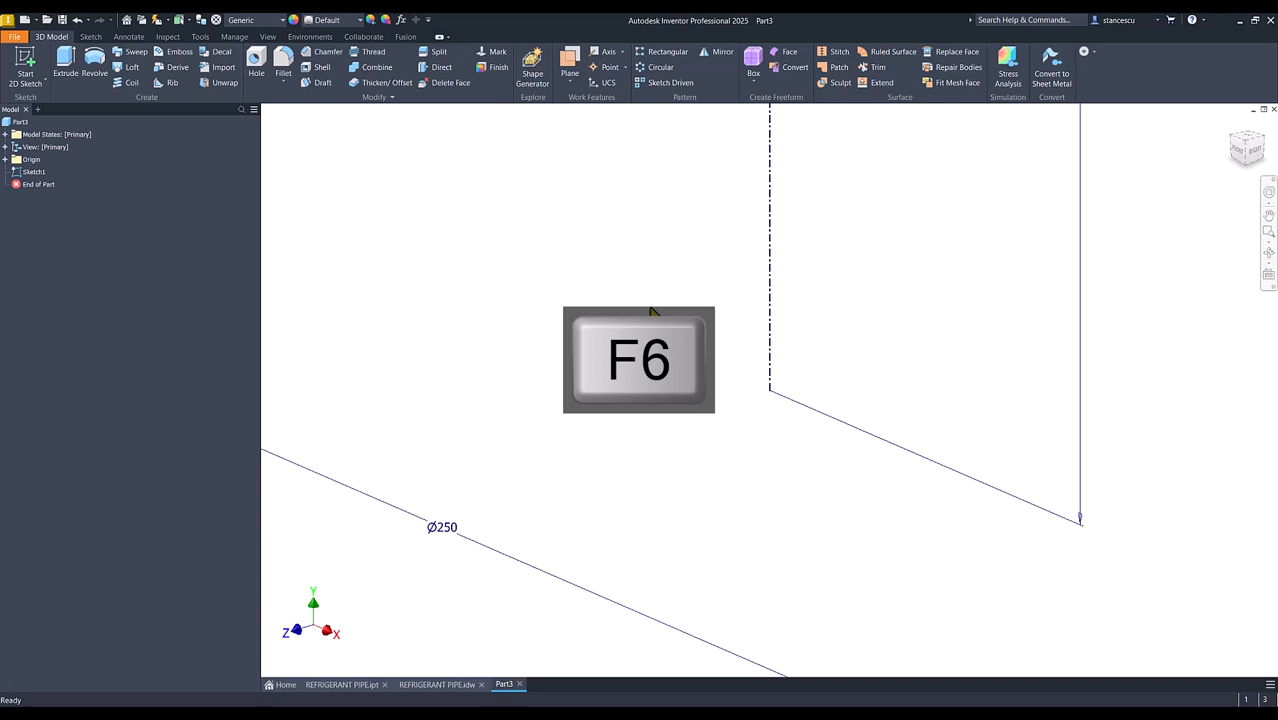 Generic
Default
fx
Autodesk Inventor Professional 2025 Part3
Search Help & Commands...
stancescu
File
3D Model
Sketch
Annotate
Inspect
Tools
Manage
View
Environments
Collaborate
Fusion
Start
2D Sketch
Sketch
Extrude
Revolve
Sweep
Loft
Coil
Emboss
Derive
Rib
Decal
Import
Unwrap
Create
Hole
Fillet
Chamfer
Shell
Draft
Thread
Combine
Thicken/ Offset
Split
Direct
Delete Face
Modify
Mark
Finish
Shape
Generator
Explore
Plane
Axis
Point
UCS
Work Features
Rectangular
Circular
Sketch Driven
Mirror
Pattern
Box
Face
Convert
Create Freeform
Stitch
Patch
Sculpt
Ruled Surface
Trim
Extend
Replace Face
Repair Bodies
Fit Mesh Face
Surface
Stress
Analysis
Simulation
Convert to
Sheet Metal
Convert
Model
Part3
Model States: [Primary]
View: [Primary]
Origin
Sketch1
End of Part
FRONT
RIGHT
F6
Ø250
Y
Z
X
Home
REFRIGERANT PIPE.ipt
REFRIGERANT PIPE.idw
Part3
Ready
1
3